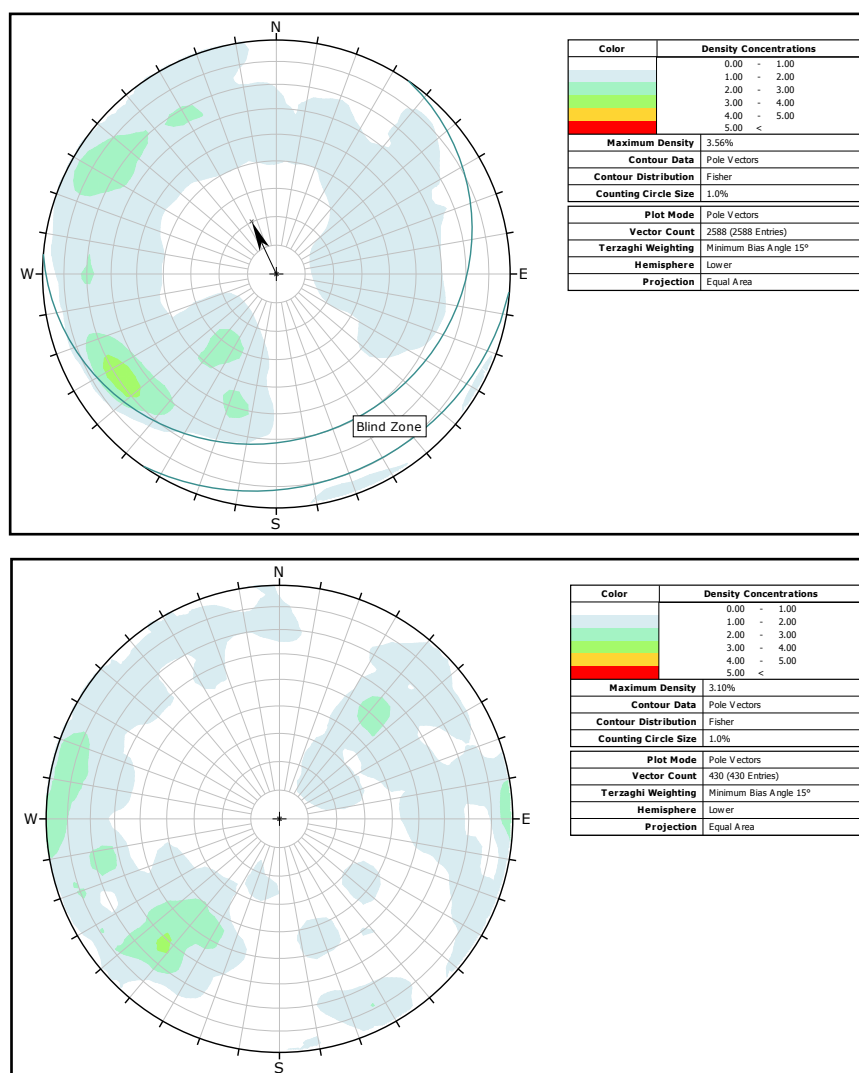 N
W
E
S
Blind Zone
Color Density Concentrations
0.00 - 1.00
1.00 - 2.00
2.00 - 3.00
3.00 - 4.00
4.00 - 5.00
5.00 <
Maximum Density 3.56%
Contour Data Pole Vectors
Contour Distribution Fisher
Counting Circle Size 1.0%
Plot Mode Pole Vectors
Vector Count 2588 (2588 Entries)
Terzaghi Weighting Minimum Bias Angle 15°
Hemisphere Lower
Projection Equal Area
N
W
E
S
Color Density Concentrations
0.00 - 1.00
1.00 - 2.00
2.00 - 3.00
3.00 - 4.00
4.00 - 5.00
5.00 <
Maximum Density 3.10%
Contour Data Pole Vectors
Contour Distribution Fisher
Counting Circle Size 1.0%
Plot Mode Pole Vectors
Vector Count 430 (430 Entries)
Terzaghi Weighting Minimum Bias Angle 15°
Hemisphere Lower
Projection Equal Area